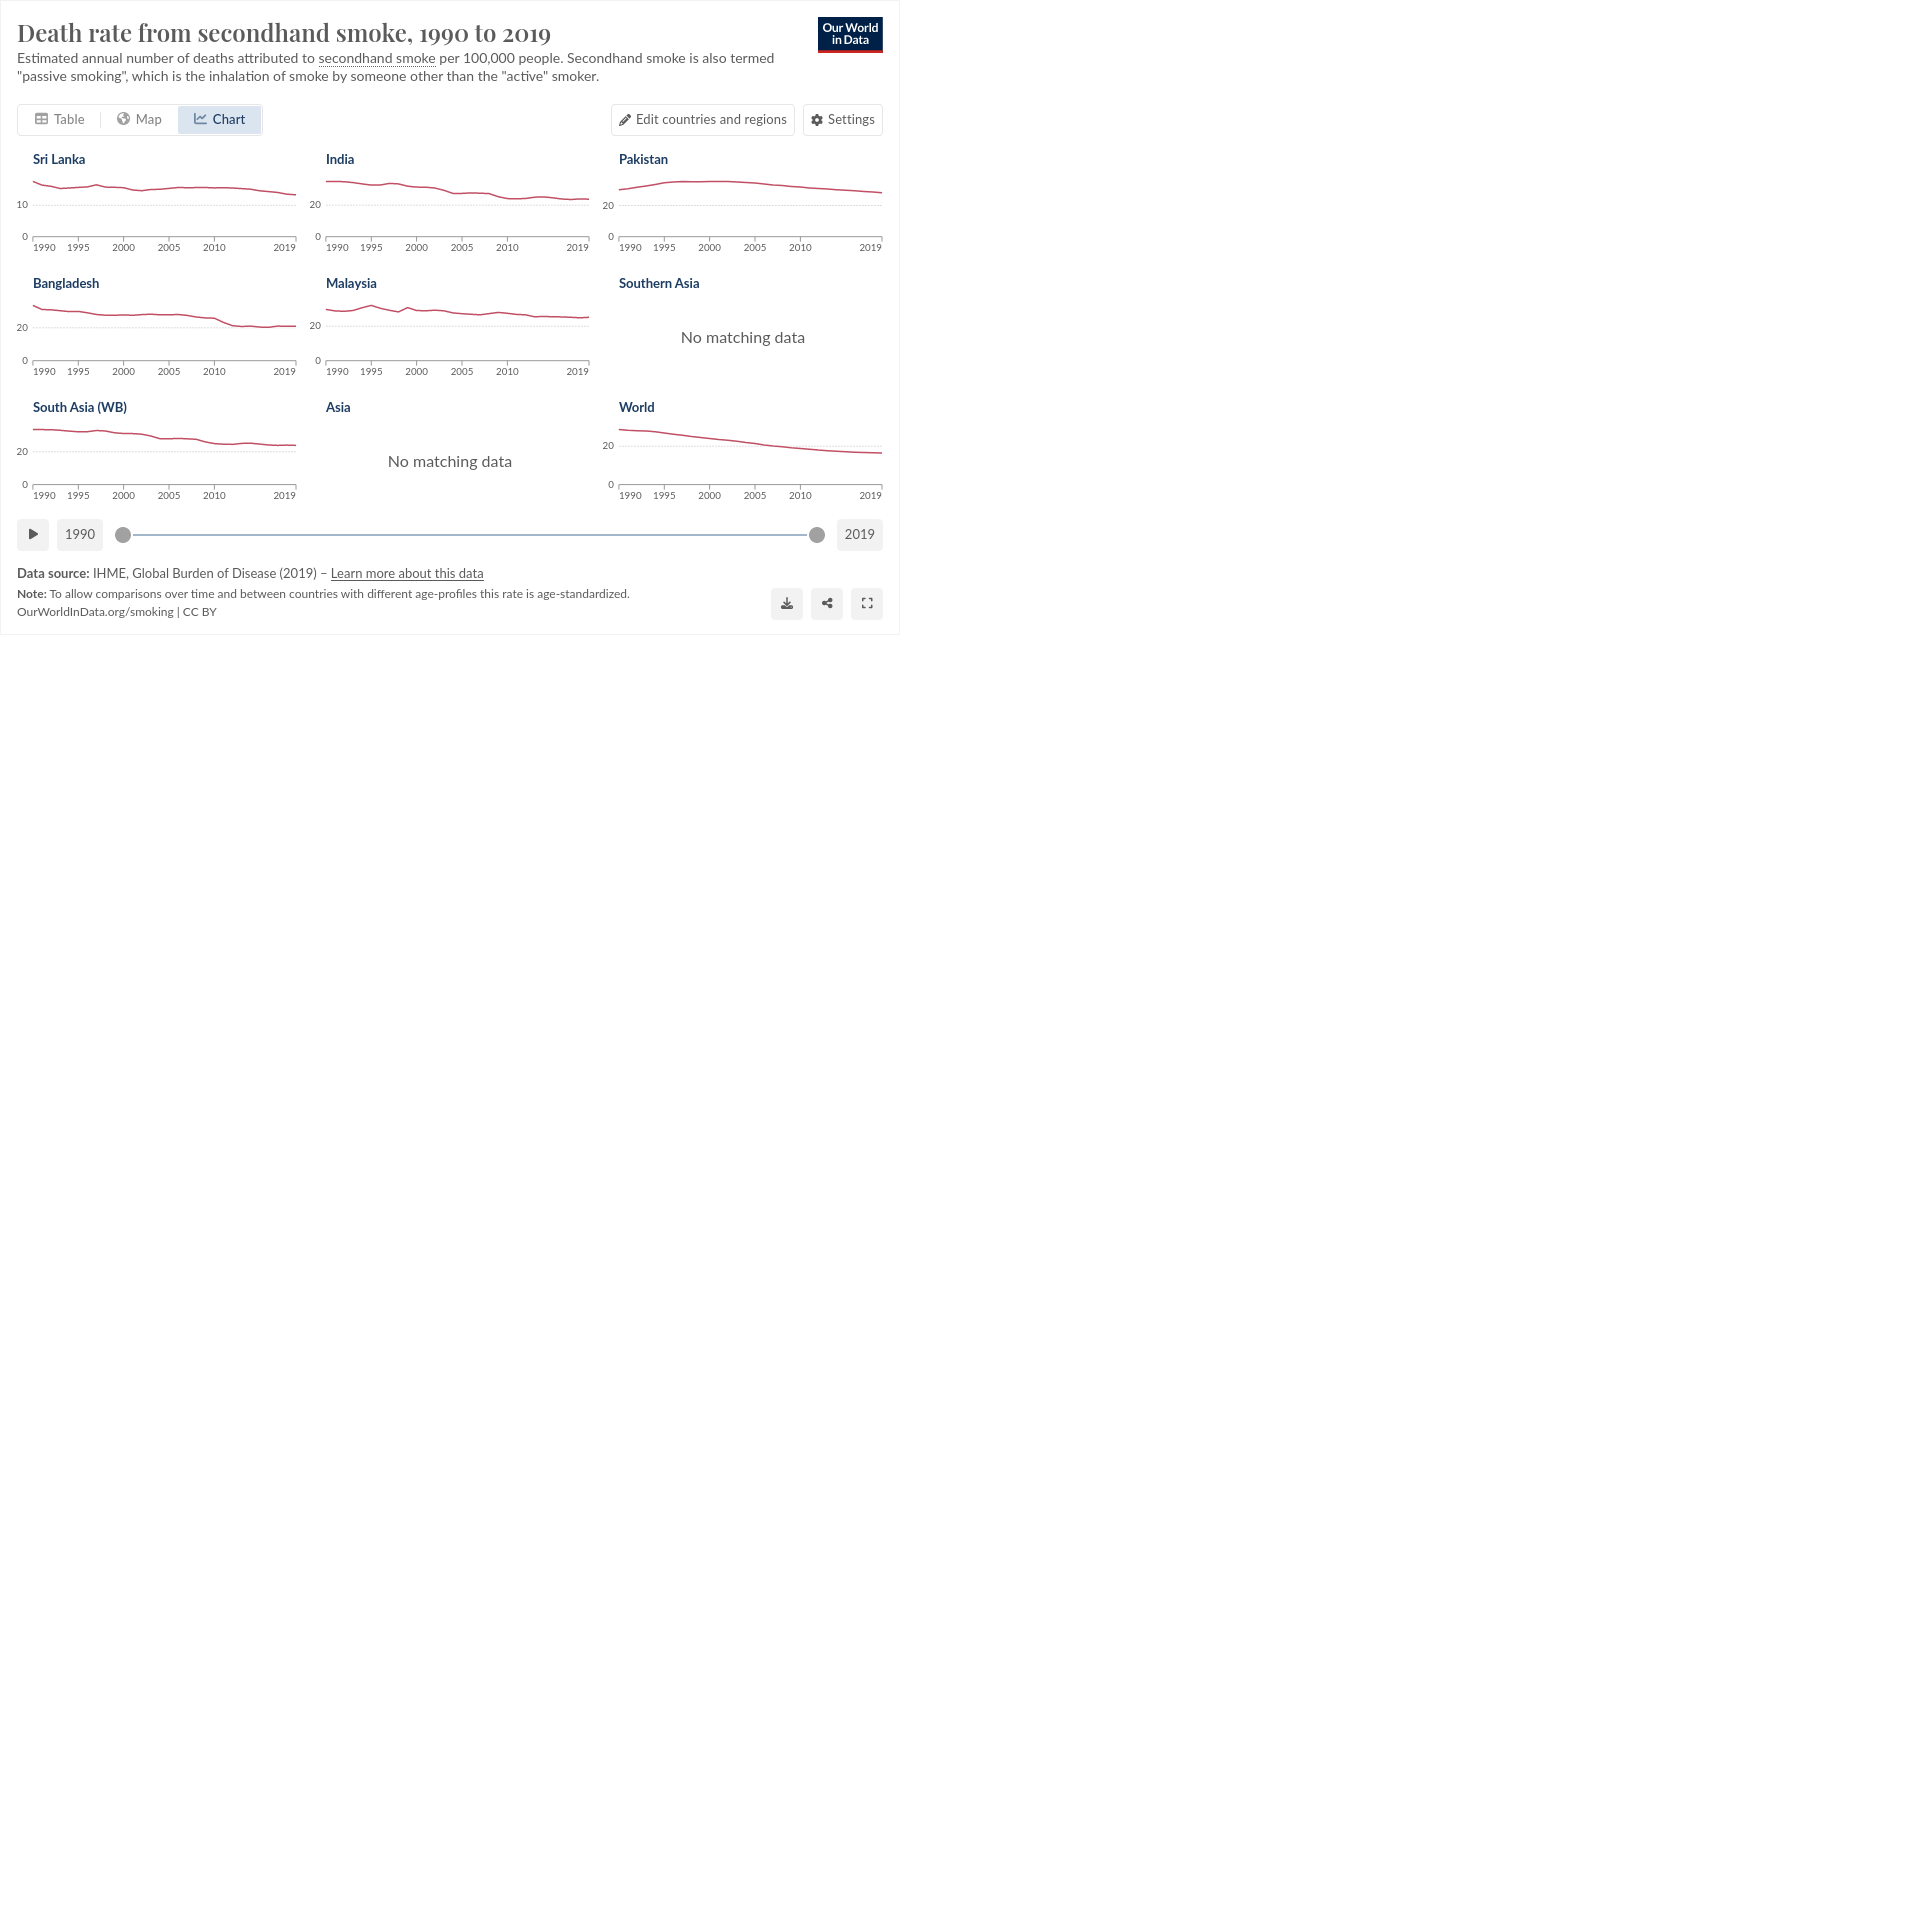 Death rate from secondhand smoke, 1990 to 2019
Our World
in Data
Estimated annual number of deaths attributed to secondhand smoke per 100,000 people. Secondhand smoke is also termed
"passive smoking", which is the inhalation of smoke by someone other than the "active" smoker.
Table Map Chart Edit countries and regions Settings
Sri Lanka
10
0
1990 1995 2000 2005 2010 2019
India
20
0
1990 1995 2000 2005 2010 2019
Pakistan
20
0
1990 1995 2000 2005 2010 2019
Bangladesh
20
0
1990 1995 2000 2005 2010 2019
Malaysia
20
0
1990 1995 2000 2005 2010 2019
Southern Asia
No matching data
South Asia (WB)
20
0
1990 1995 2000 2005 2010 2019
Asia
No matching data
World
20
0
1990 1995 2000 2005 2010 2019
1990 2019
Data source: IHME, Global Burden of Disease (2019) – Learn more about this data
Note: To allow comparisons over time and between countries with different age-profiles this rate is age-standardized.
OurWorldInData.org/smoking | CC BY